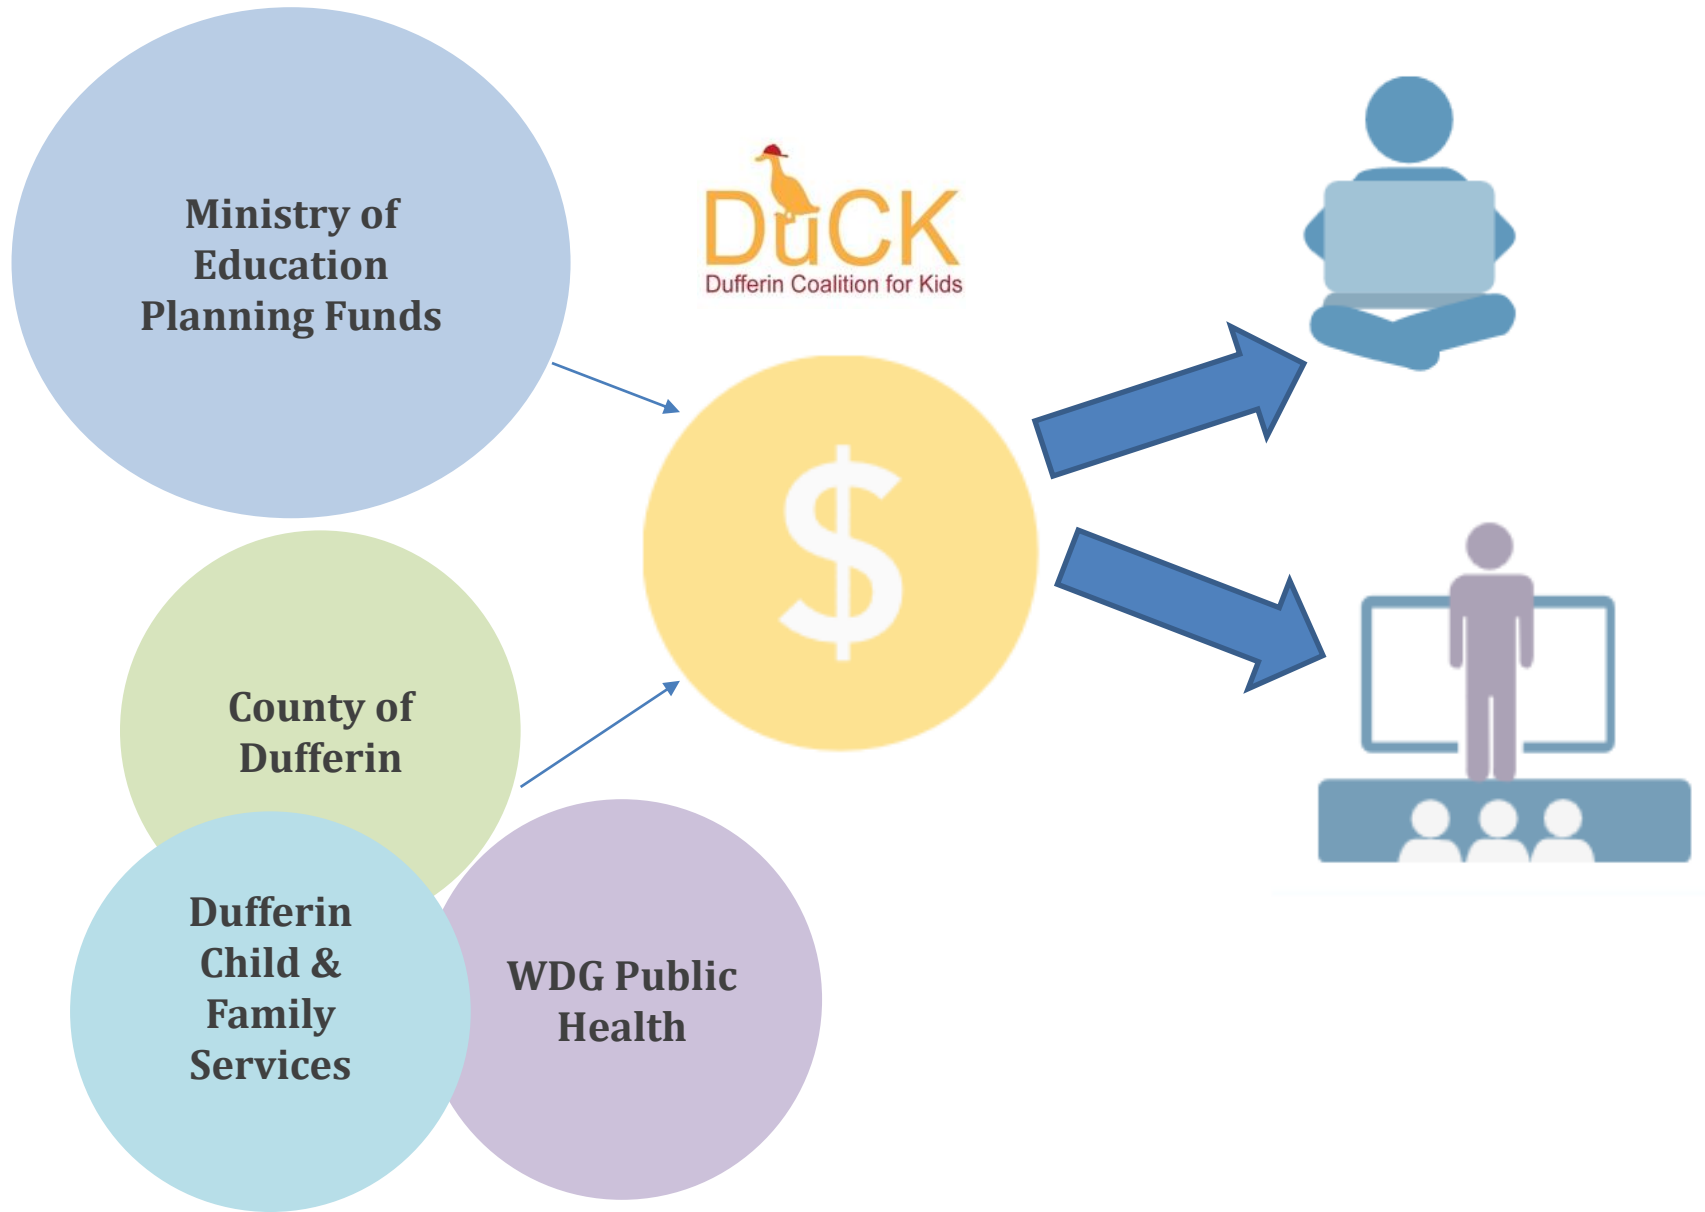 Ministry of
Education
Planning Funds
DuCK
Dufferin Coalition for Kids
$
County of
Dufferin
Dufferin
Child &
Family
Services
WDG Public
Health